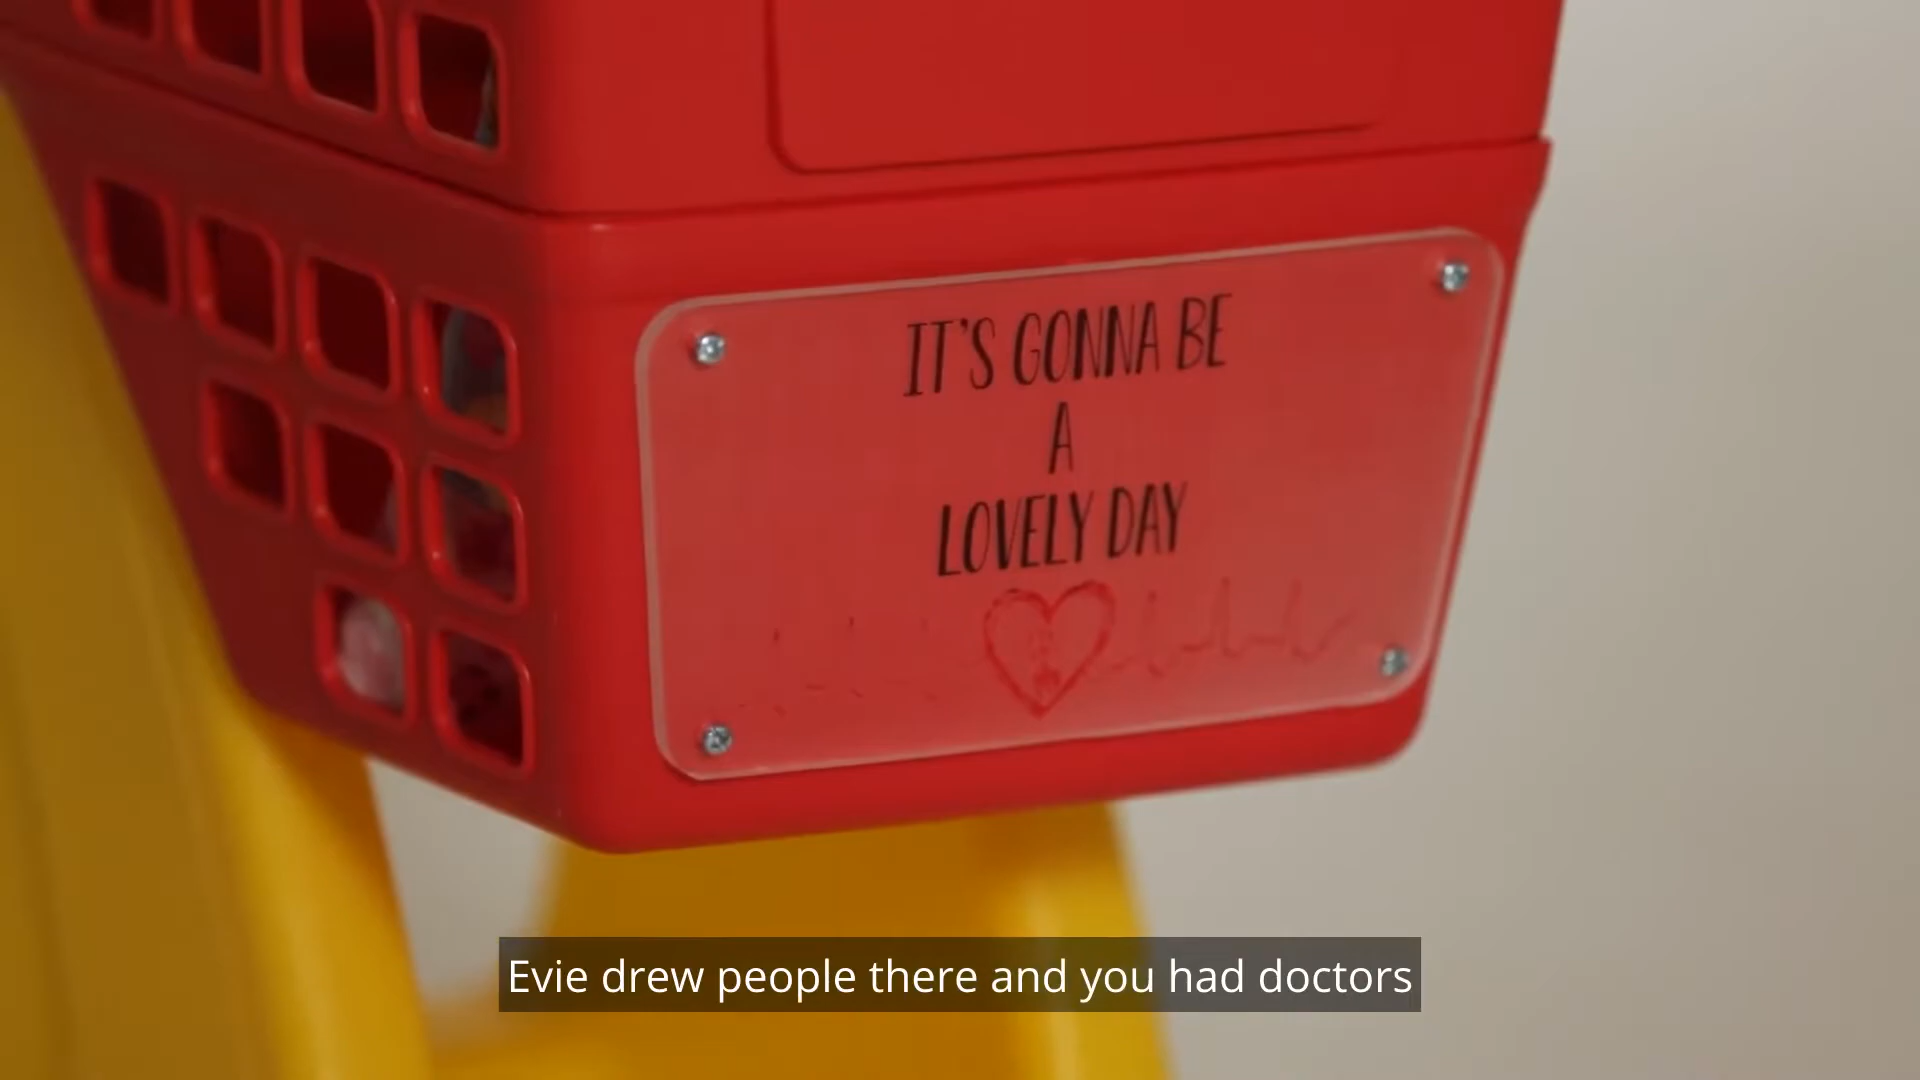 IT'S GONNA BE
A
LOVELY DAY
Evie drew people there and you had doctors